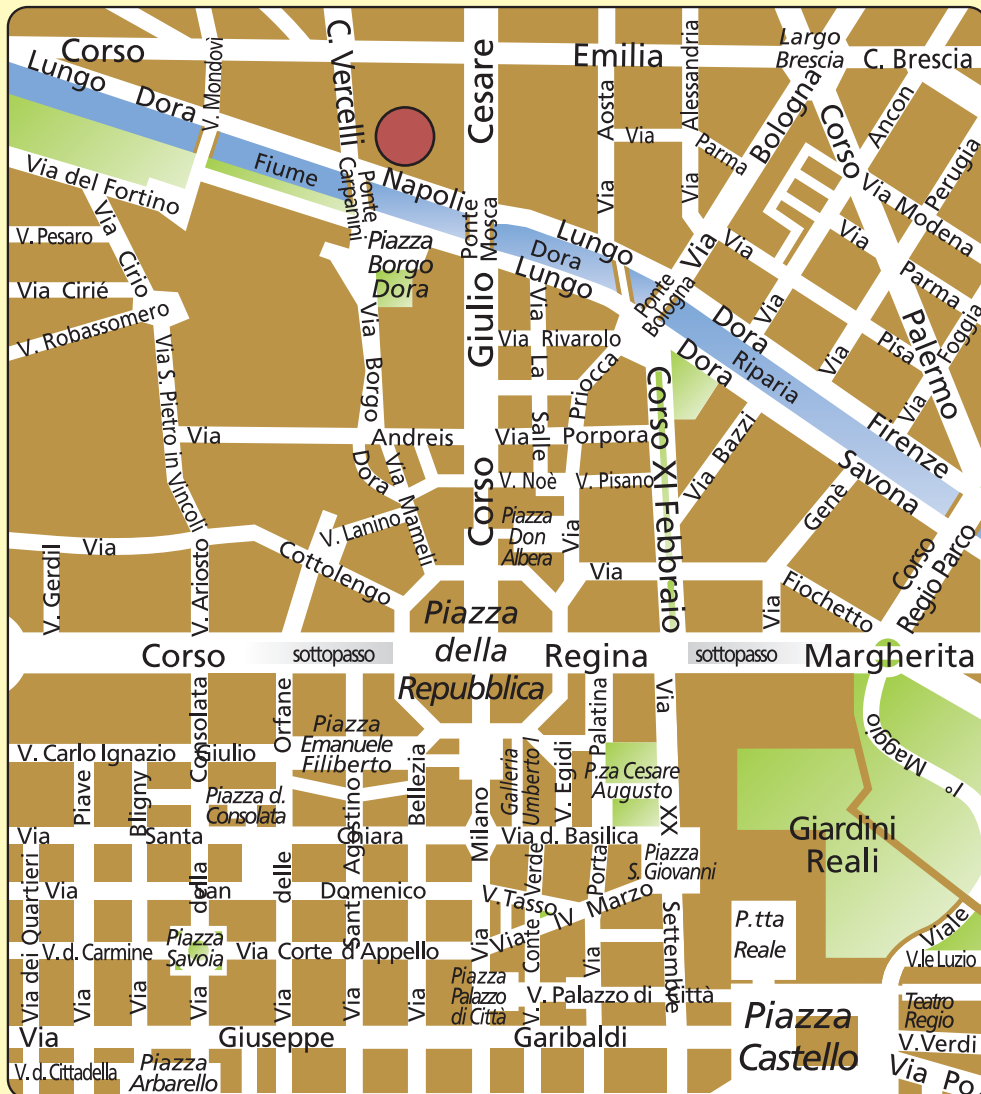 Corso
Emilia
Largo
Brescia
C. Brescia
Lungo Dora Napoli
V. Mondovì
C. Vercelli
Corso Giulio Cesare
Via Aosta
Via Alessandria
Via Parma
Via Bologna
Corso Palermo
Ancon
Perugia
Via Modena
Via del Fortino
Fiume
Ponte
Carpanini
Ponte
Mosca
Dora
Riparia
V. Pesaro
Via Cirio
Via Cirié
V. Robassomero
Piazza
Borgo
Dora
Lungo Dora Firenze
Lungo Dora Savona
Ponte
Bologna
Via Pisa
Via Parma
Via Foggia
Via
Via
Via S. Pietro in Vincoli
Via Borgo Dora
Via La Salle
Via Rivarolo
Priocca
Via
Corso XI Febbraio
Via Bazzi
Via Andreis
Via Porpora
V. Noè
V. Pisano
Via Mameli
V. Lanino
Piazza
Don
Albera
Genè
Via
Via Cottolengo
V. Gerdil
V. Ariosto
Via Fiochetto
Corso
Regio Parco
Corso Regina Margherita
sottopasso
sottopasso
Piazza
della
Repubblica
V. Carlo Ignazio Giulio
Via della Consolata
Via delle Orfane
Piazza
Emanuele
Filiberto
Via Bellezia
Via Sant' Agostino
Galleria
Umberto I
V. Egidi
Via Porta Palatina
P.za Cesare
Augusto
Via XX Settembre
I° Maggio
Viale
Giardini
Reali
Via Piave
Via Bligny
Piazza d.
Consolata
Via Milano
Via Santa Chiara
Via d. Basilica
Piazza
S. Giovanni
Via dei Quartieri
Via San Domenico
V. Tasso
Via IV Marzo
V. Conte Verde
P.tta
Reale
V. d. Carmine
Piazza
Savoia
Via Corte d'Appello
Piazza
Palazzo
di Città
V. Palazzo di Città
V.le Luzio
Teatro
Regio
Via Giuseppe Garibaldi
Piazza
Castello
V.Verdi
Via Po
V. d. Cittadella
Piazza
Arbarello